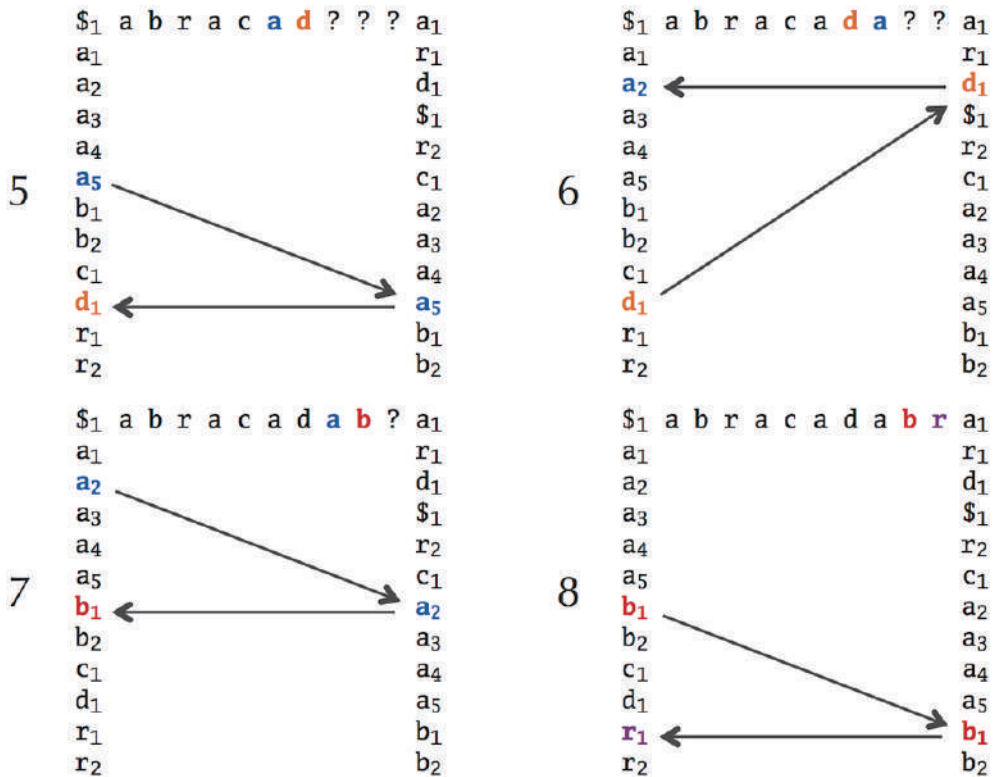 5
$₁ a b r a c a d ? ? ? a₁
a₁ r₁
a₂ d₁
a₃ $₁
a₄ r₂
a₅ c₁
b₁ a₂
b₂ a₃
c₁ a₄
d₁ a₅
r₁ b₁
r₂ b₂
6
$₁ a b r a c a d a ? ? a₁
a₁ r₁
a₂ d₁
a₃ $₁
a₄ r₂
a₅ c₁
b₁ a₂
b₂ a₃
c₁ a₄
d₁ a₅
r₁ b₁
r₂ b₂
7
$₁ a b r a c a d a b ? a₁
a₁ r₁
a₂ d₁
a₃ $₁
a₄ r₂
a₅ c₁
b₁ a₂
b₂ a₃
c₁ a₄
d₁ a₅
r₁ b₁
r₂ b₂
8
$₁ a b r a c a d a b r a₁
a₁ r₁
a₂ d₁
a₃ $₁
a₄ r₂
a₅ c₁
b₁ a₂
b₂ a₃
c₁ a₄
d₁ a₅
r₁ b₁
r₂ b₂